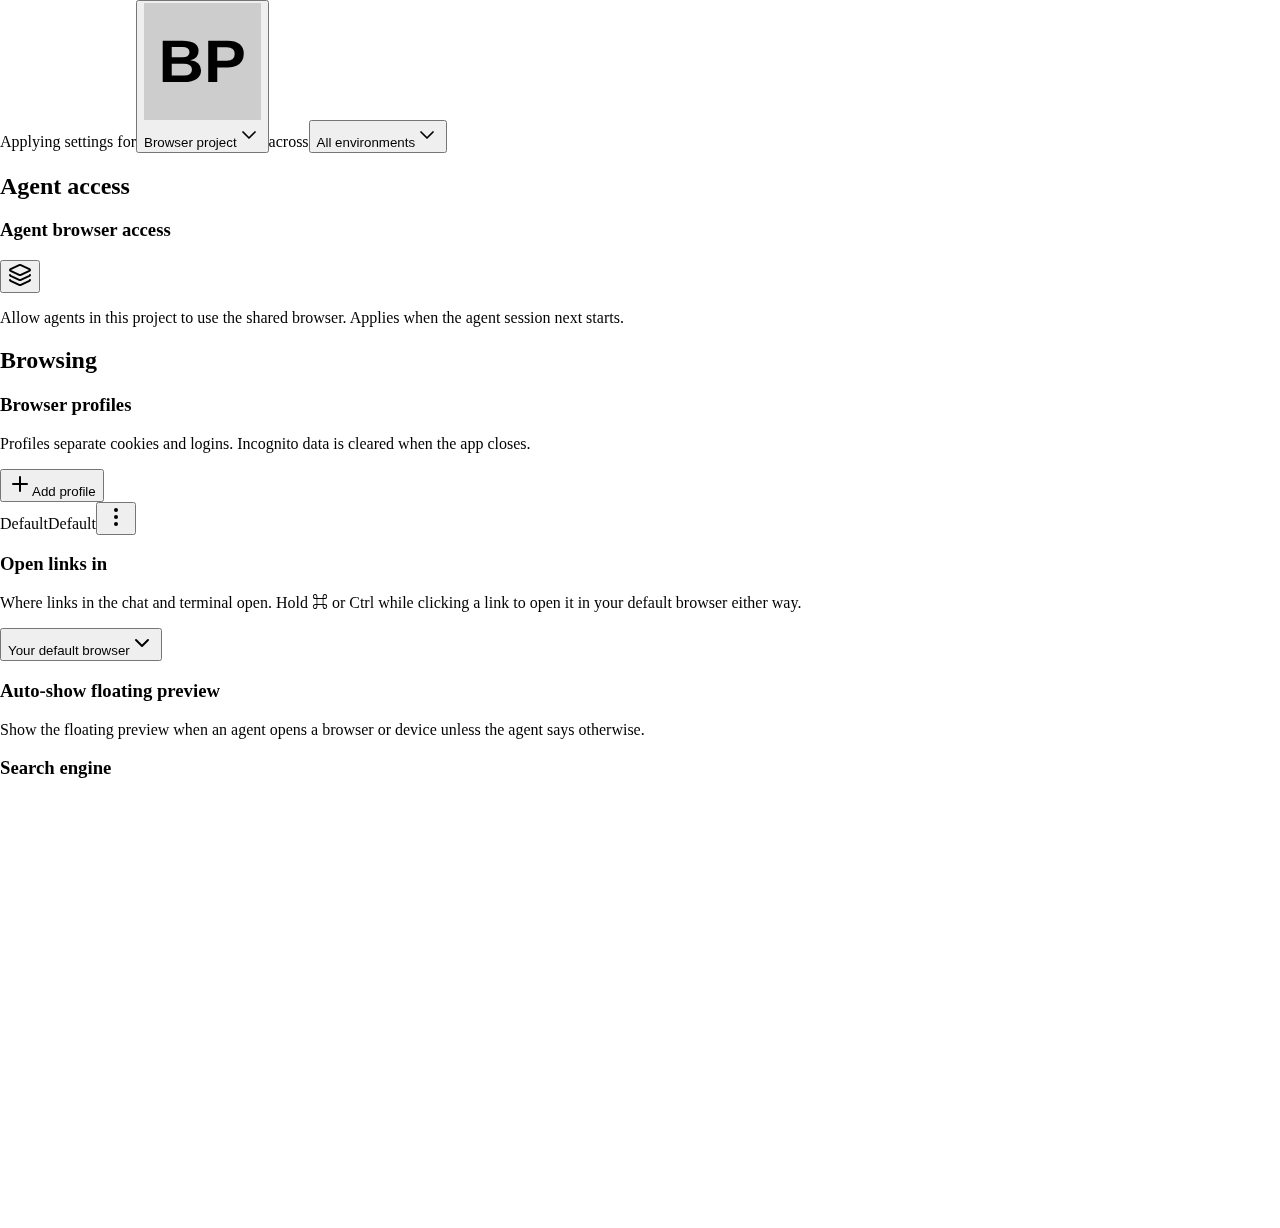 BP
Applying settings for Browser project across All environments
Agent access
Agent browser access
Allow agents in this project to use the shared browser. Applies when the agent session next starts.
Browsing
Browser profiles
Profiles separate cookies and logins. Incognito data is cleared when the app closes.
Add profile
DefaultDefault
Open links in
Where links in the chat and terminal open. Hold ⌘ or Ctrl while clicking a link to open it in your default browser either way.
Your default browser
Auto-show floating preview
Show the floating preview when an agent opens a browser or device unless the agent says otherwise.
Search engine